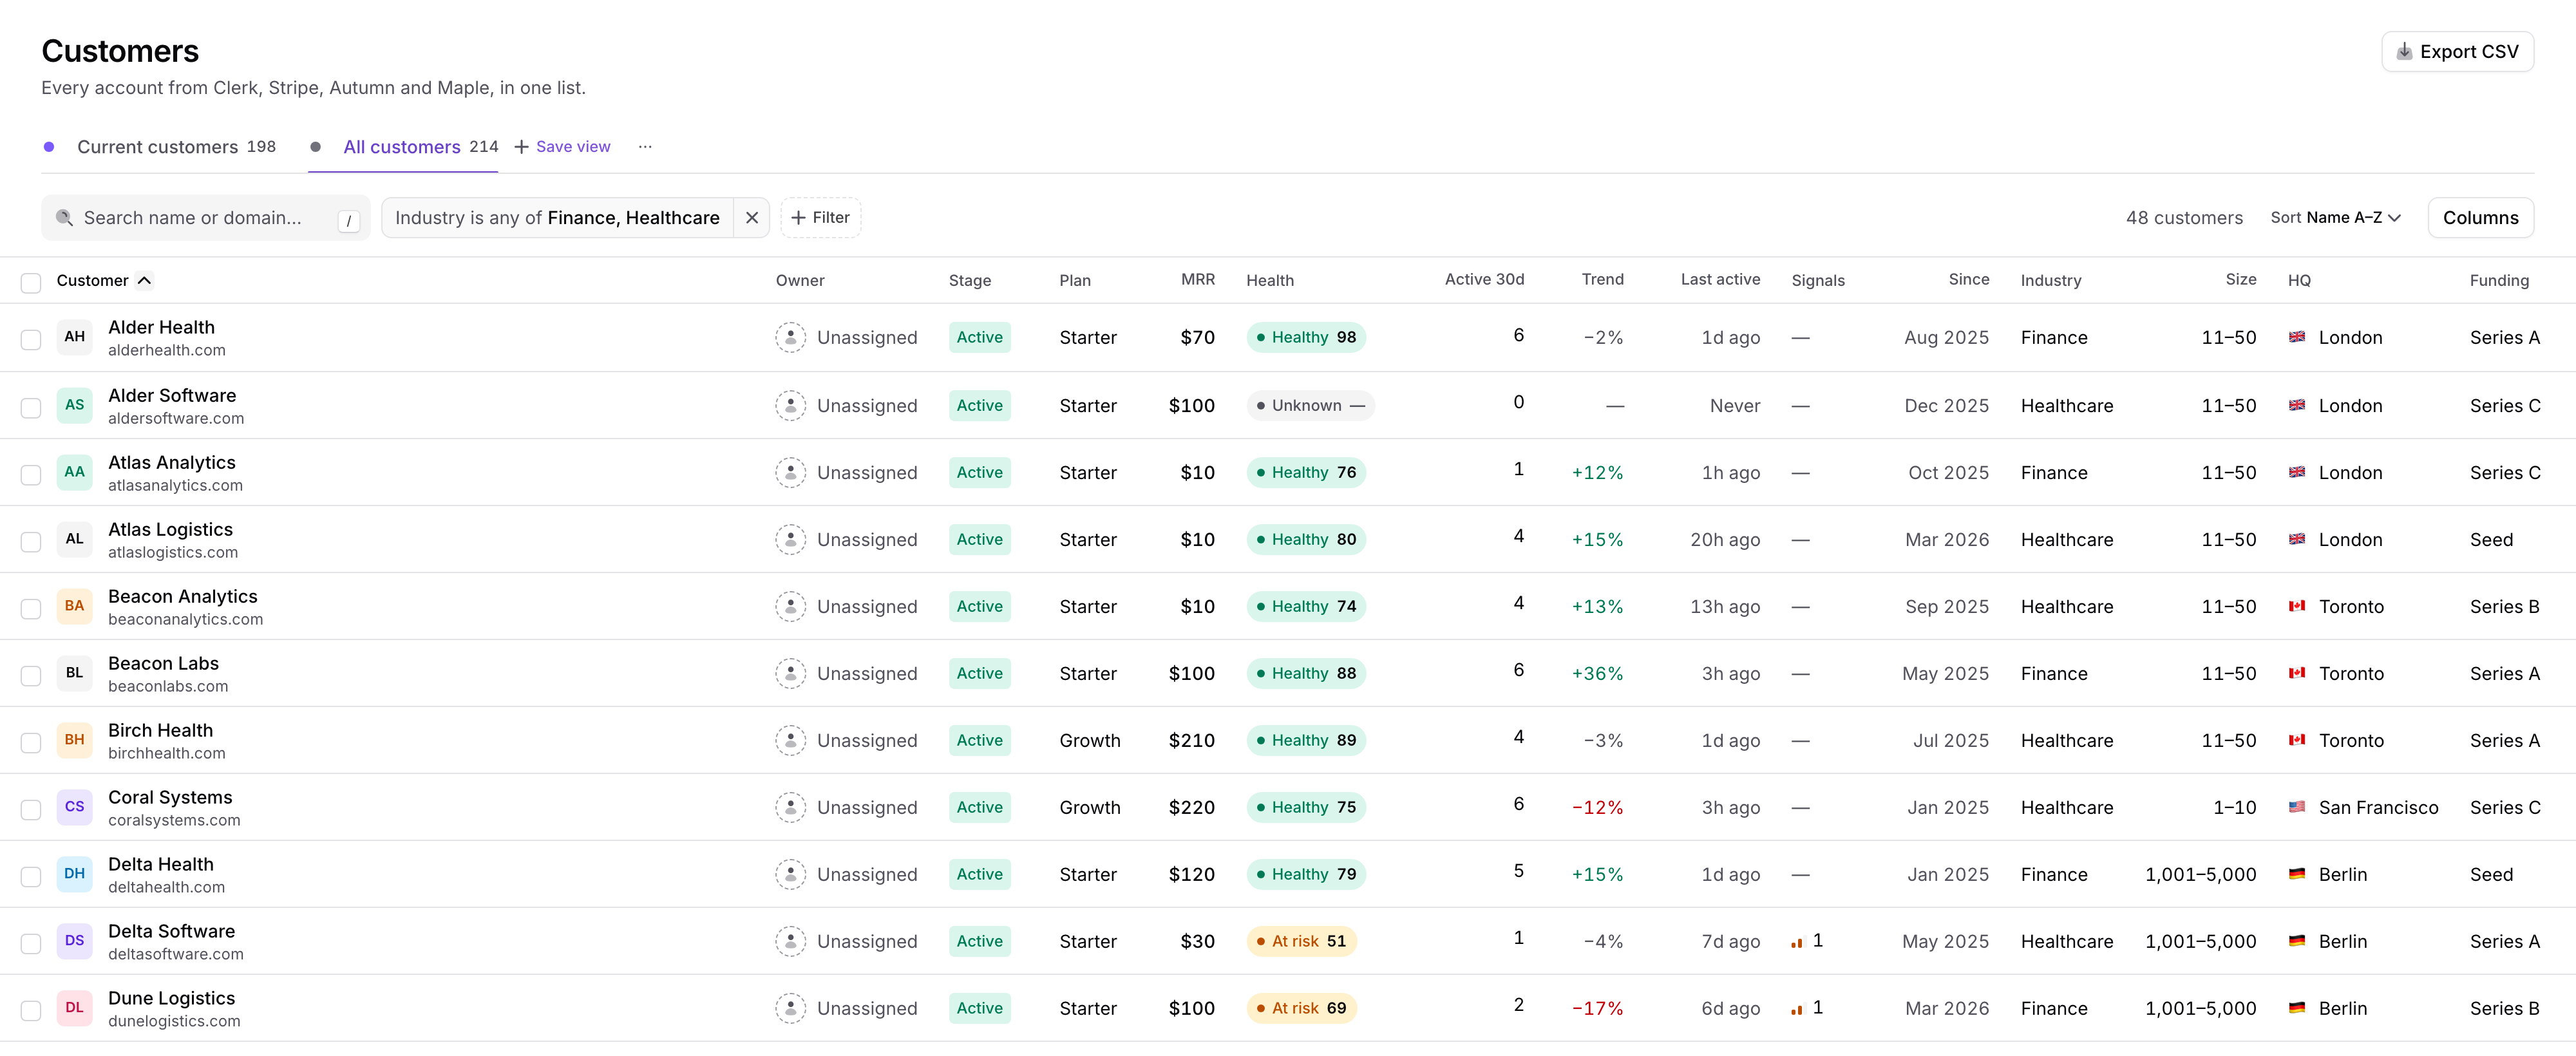 Customers
Export CSV
Every account from Clerk, Stripe, Autumn and Maple, in one list.
Current customers 198 All customers 214 + Save view ...
Search name or domain... / Industry is any of Finance, Healthcare × + Filter 48 customers Sort Name A–Z Columns
Customer Owner Stage Plan MRR Health Active 30d Trend Last active Signals Since Industry Size HQ Funding
AH Alder Health Unassigned Active Starter $70 Healthy 98 6 −2% 1d ago — Aug 2025 Finance 11–50 London Series A
alderhealth.com
AS Alder Software Unassigned Active Starter $100 Unknown — 0 — Never — Dec 2025 Healthcare 11–50 London Series C
aldersoftware.com
AA Atlas Analytics Unassigned Active Starter $10 Healthy 76 1 +12% 1h ago — Oct 2025 Finance 11–50 London Series C
atlasanalytics.com
AL Atlas Logistics Unassigned Active Starter $10 Healthy 80 4 +15% 20h ago — Mar 2026 Healthcare 11–50 London Seed
atlaslogistics.com
BA Beacon Analytics Unassigned Active Starter $10 Healthy 74 4 +13% 13h ago — Sep 2025 Healthcare 11–50 Toronto Series B
beaconanalytics.com
BL Beacon Labs Unassigned Active Starter $100 Healthy 88 6 +36% 3h ago — May 2025 Finance 11–50 Toronto Series A
beaconlabs.com
BH Birch Health Unassigned Active Growth $210 Healthy 89 4 −3% 1d ago — Jul 2025 Healthcare 11–50 Toronto Series A
birchhealth.com
CS Coral Systems Unassigned Active Growth $220 Healthy 75 6 −12% 3h ago — Jan 2025 Healthcare 1–10 San Francisco Series C
coralsystems.com
DH Delta Health Unassigned Active Starter $120 Healthy 79 5 +15% 1d ago — Jan 2025 Finance 1,001–5,000 Berlin Seed
deltahealth.com
DS Delta Software Unassigned Active Starter $30 At risk 51 1 −4% 7d ago 1 May 2025 Healthcare 1,001–5,000 Berlin Series A
deltasoftware.com
DL Dune Logistics Unassigned Active Starter $100 At risk 69 2 −17% 6d ago 1 Mar 2026 Finance 1,001–5,000 Berlin Series B
dunelogistics.com